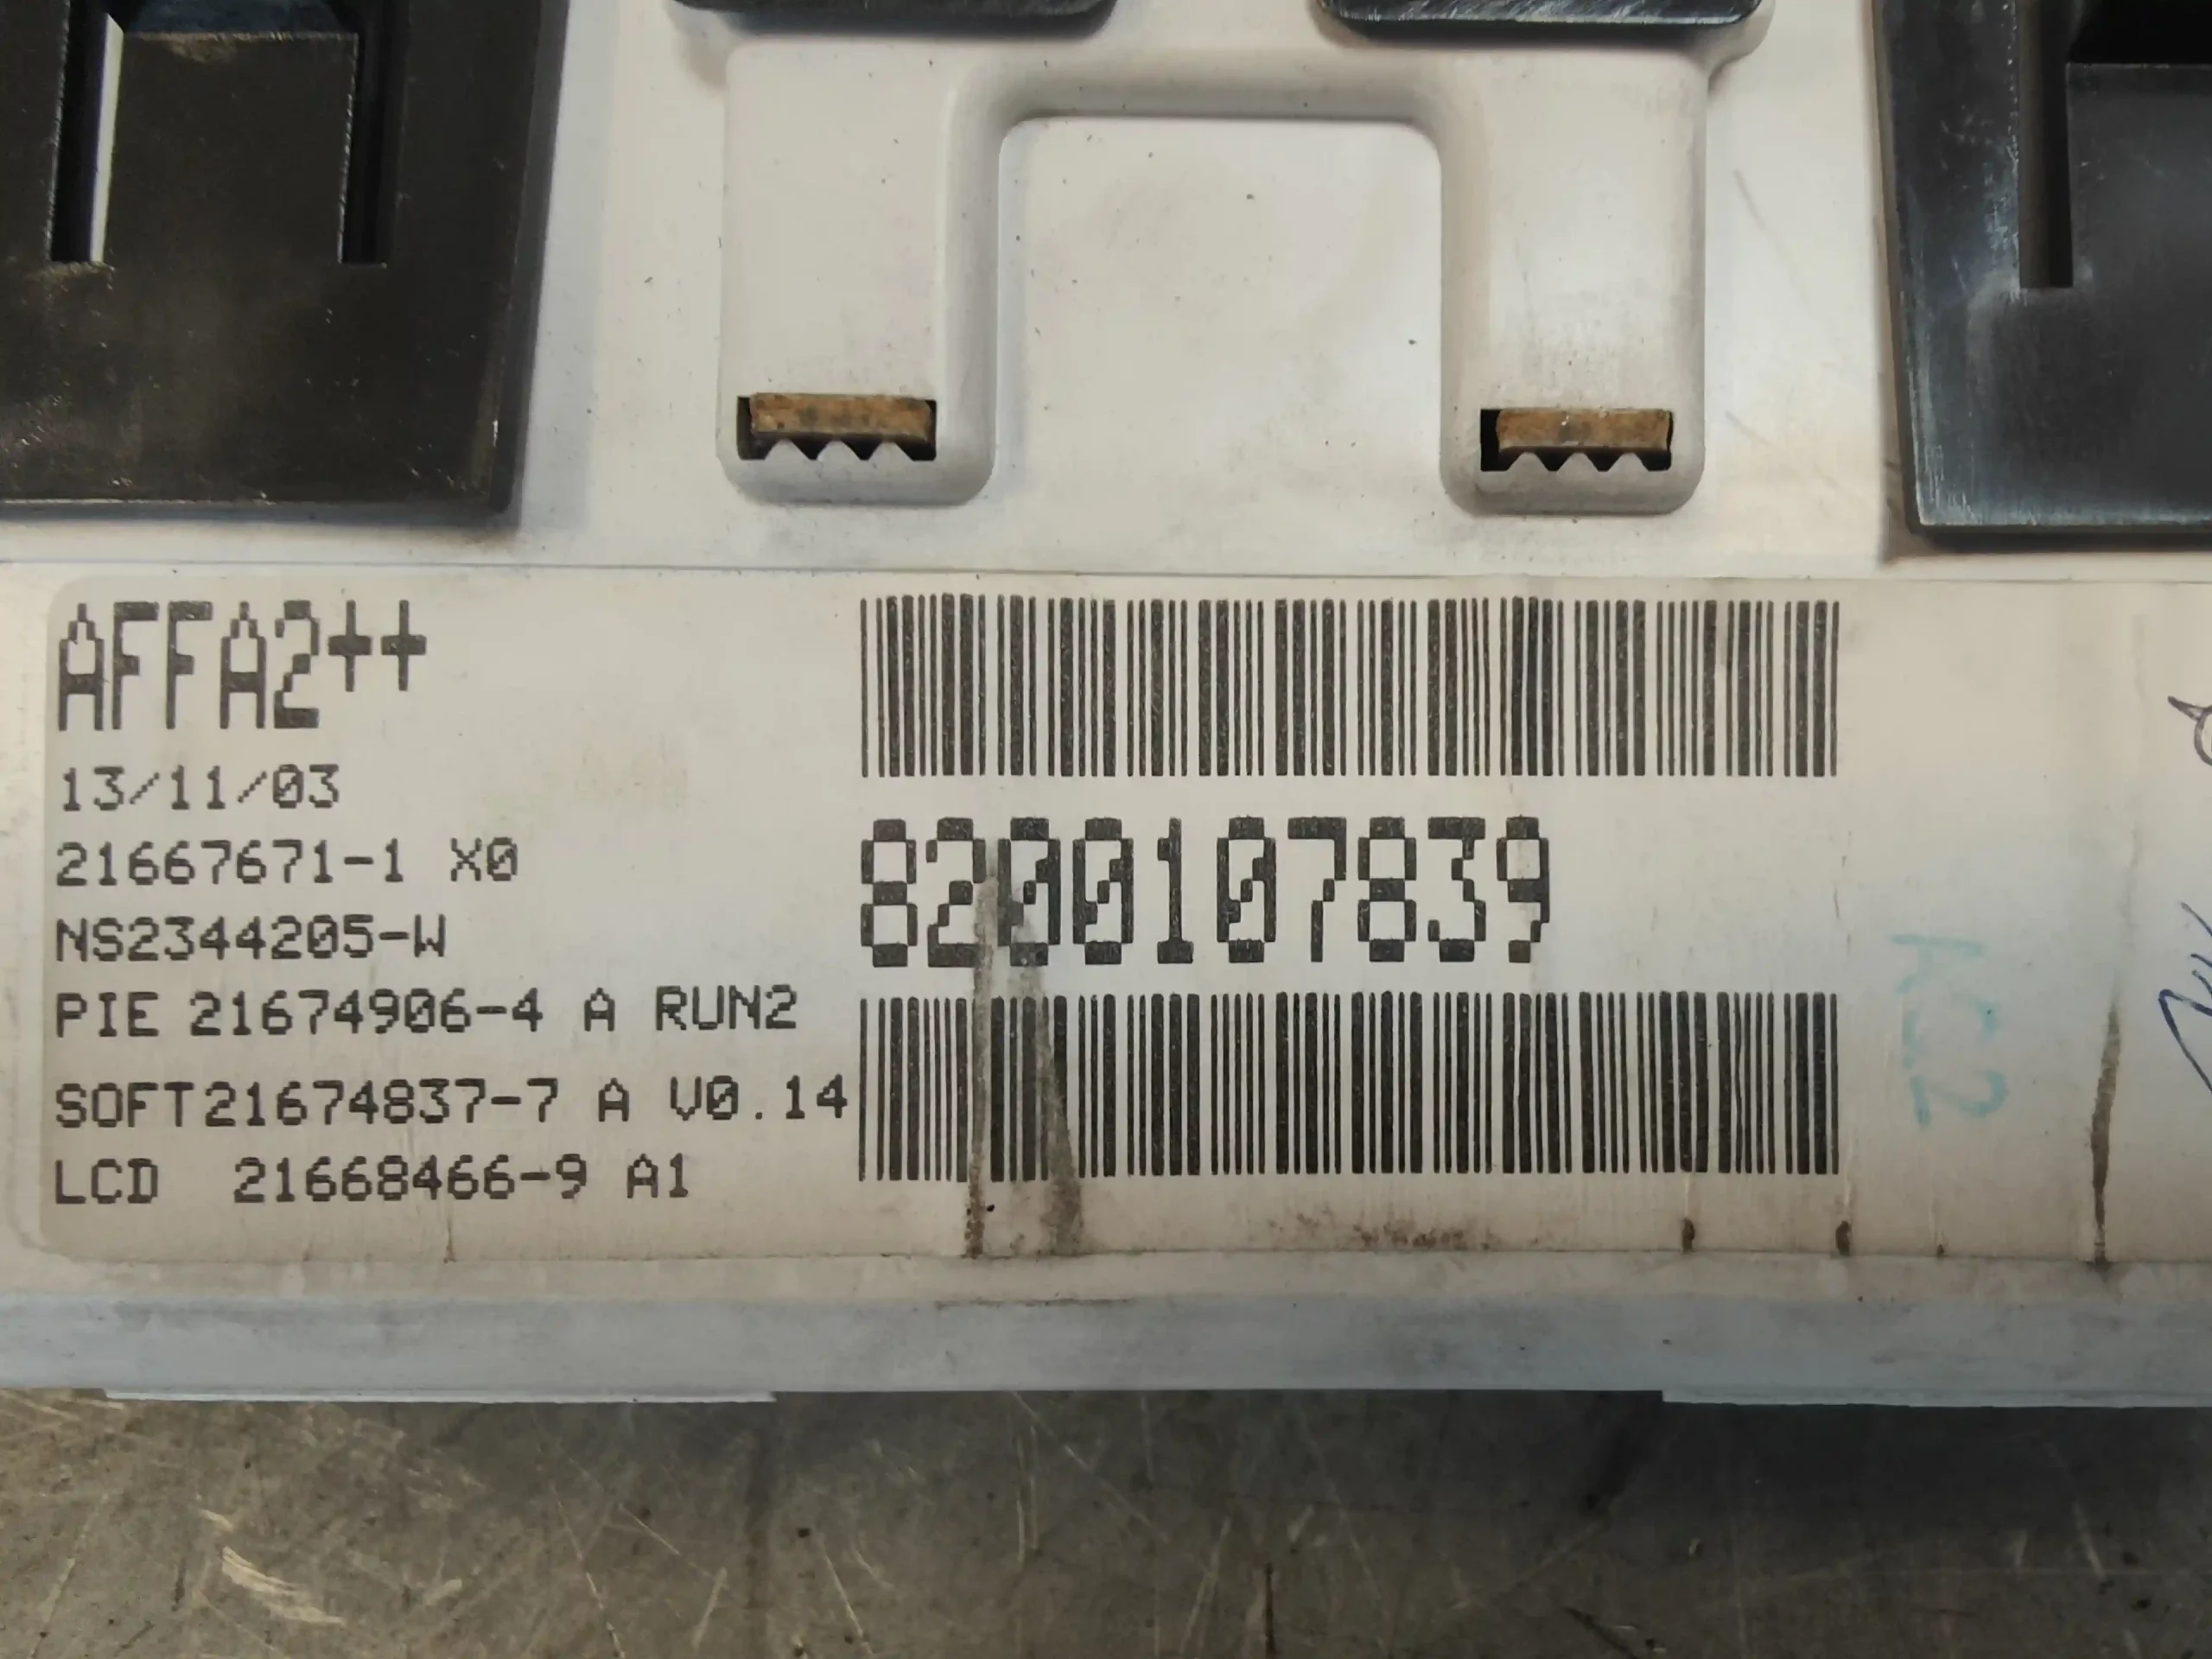 AFFA2++
13/11/03
21667671-1 X0
NS2344205-W
PIE 21674906-4 A RUN2
SOFT21674837-7 A V0.14
LCD 21668466-9 A1
8200107839